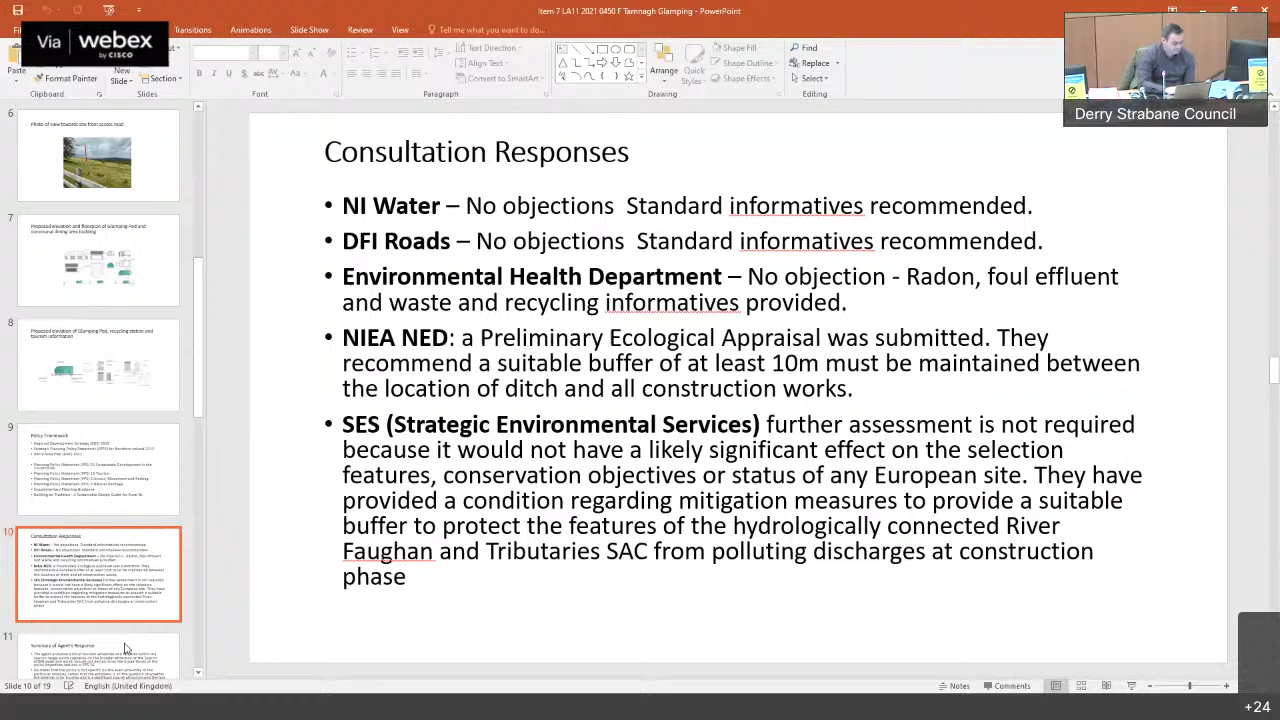 Item 7 LA11 2021 0450 F Tamnagh Glamping - PowerPoint
Via webex
by CISCO
Transitions Animations Slide Show Review View Tell me what you want to do...
Paste
Format Painter
Clipboard
New
Slide
Section
Slides
Font
Text Direction
Align Text
Convert to SmartArt
Paragraph
Arrange
Quick
Styles
Shape Fill
Shape Outline
Shape Effects
Drawing
Find
Replace
Select
Editing
Derry Strabane Council
6
Photo of view towards site from access road
7
Proposed elevation and floorplan of Glamping Pod and
communal dining area building
8
Proposed elevation of Glamping Pod, recycling station and
tourism information
9
Policy Framework
10
Consultation Responses
11
Summary of Agent's Response
Consultation Responses
• NI Water – No objections Standard informatives recommended.
• DFI Roads – No objections Standard informatives recommended.
• Environmental Health Department – No objection - Radon, foul effluent
and waste and recycling informatives provided.
• NIEA NED: a Preliminary Ecological Appraisal was submitted. They
recommend a suitable buffer of at least 10m must be maintained between
the location of ditch and all construction works.
• SES (Strategic Environmental Services) further assessment is not required
because it would not have a likely significant effect on the selection
features, conservation objectives or status of any European site. They have
provided a condition regarding mitigation measures to provide a suitable
buffer to protect the features of the hydrologically connected River
Faughan and Tributaries SAC from polluting discharges at construction
phase
Slide 10 of 19 English (United Kingdom) Notes Comments
+24